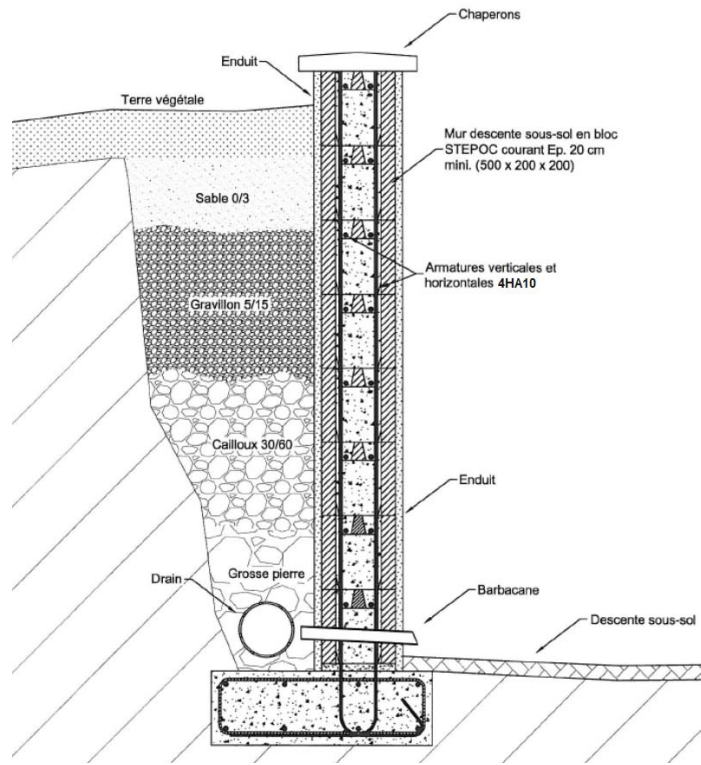 Chaperons
Enduit
Terre végétale
Mur descente sous-sol en bloc
STEPOC courant Ep. 20 cm
mini. (500 x 200 x 200)
Sable 0/3
Armatures verticales et
horizontales 4HA10
Gravillon 5/15
Cailloux 30/60
Enduit
Grosse pierre
Drain
Barbacane
Descente sous-sol